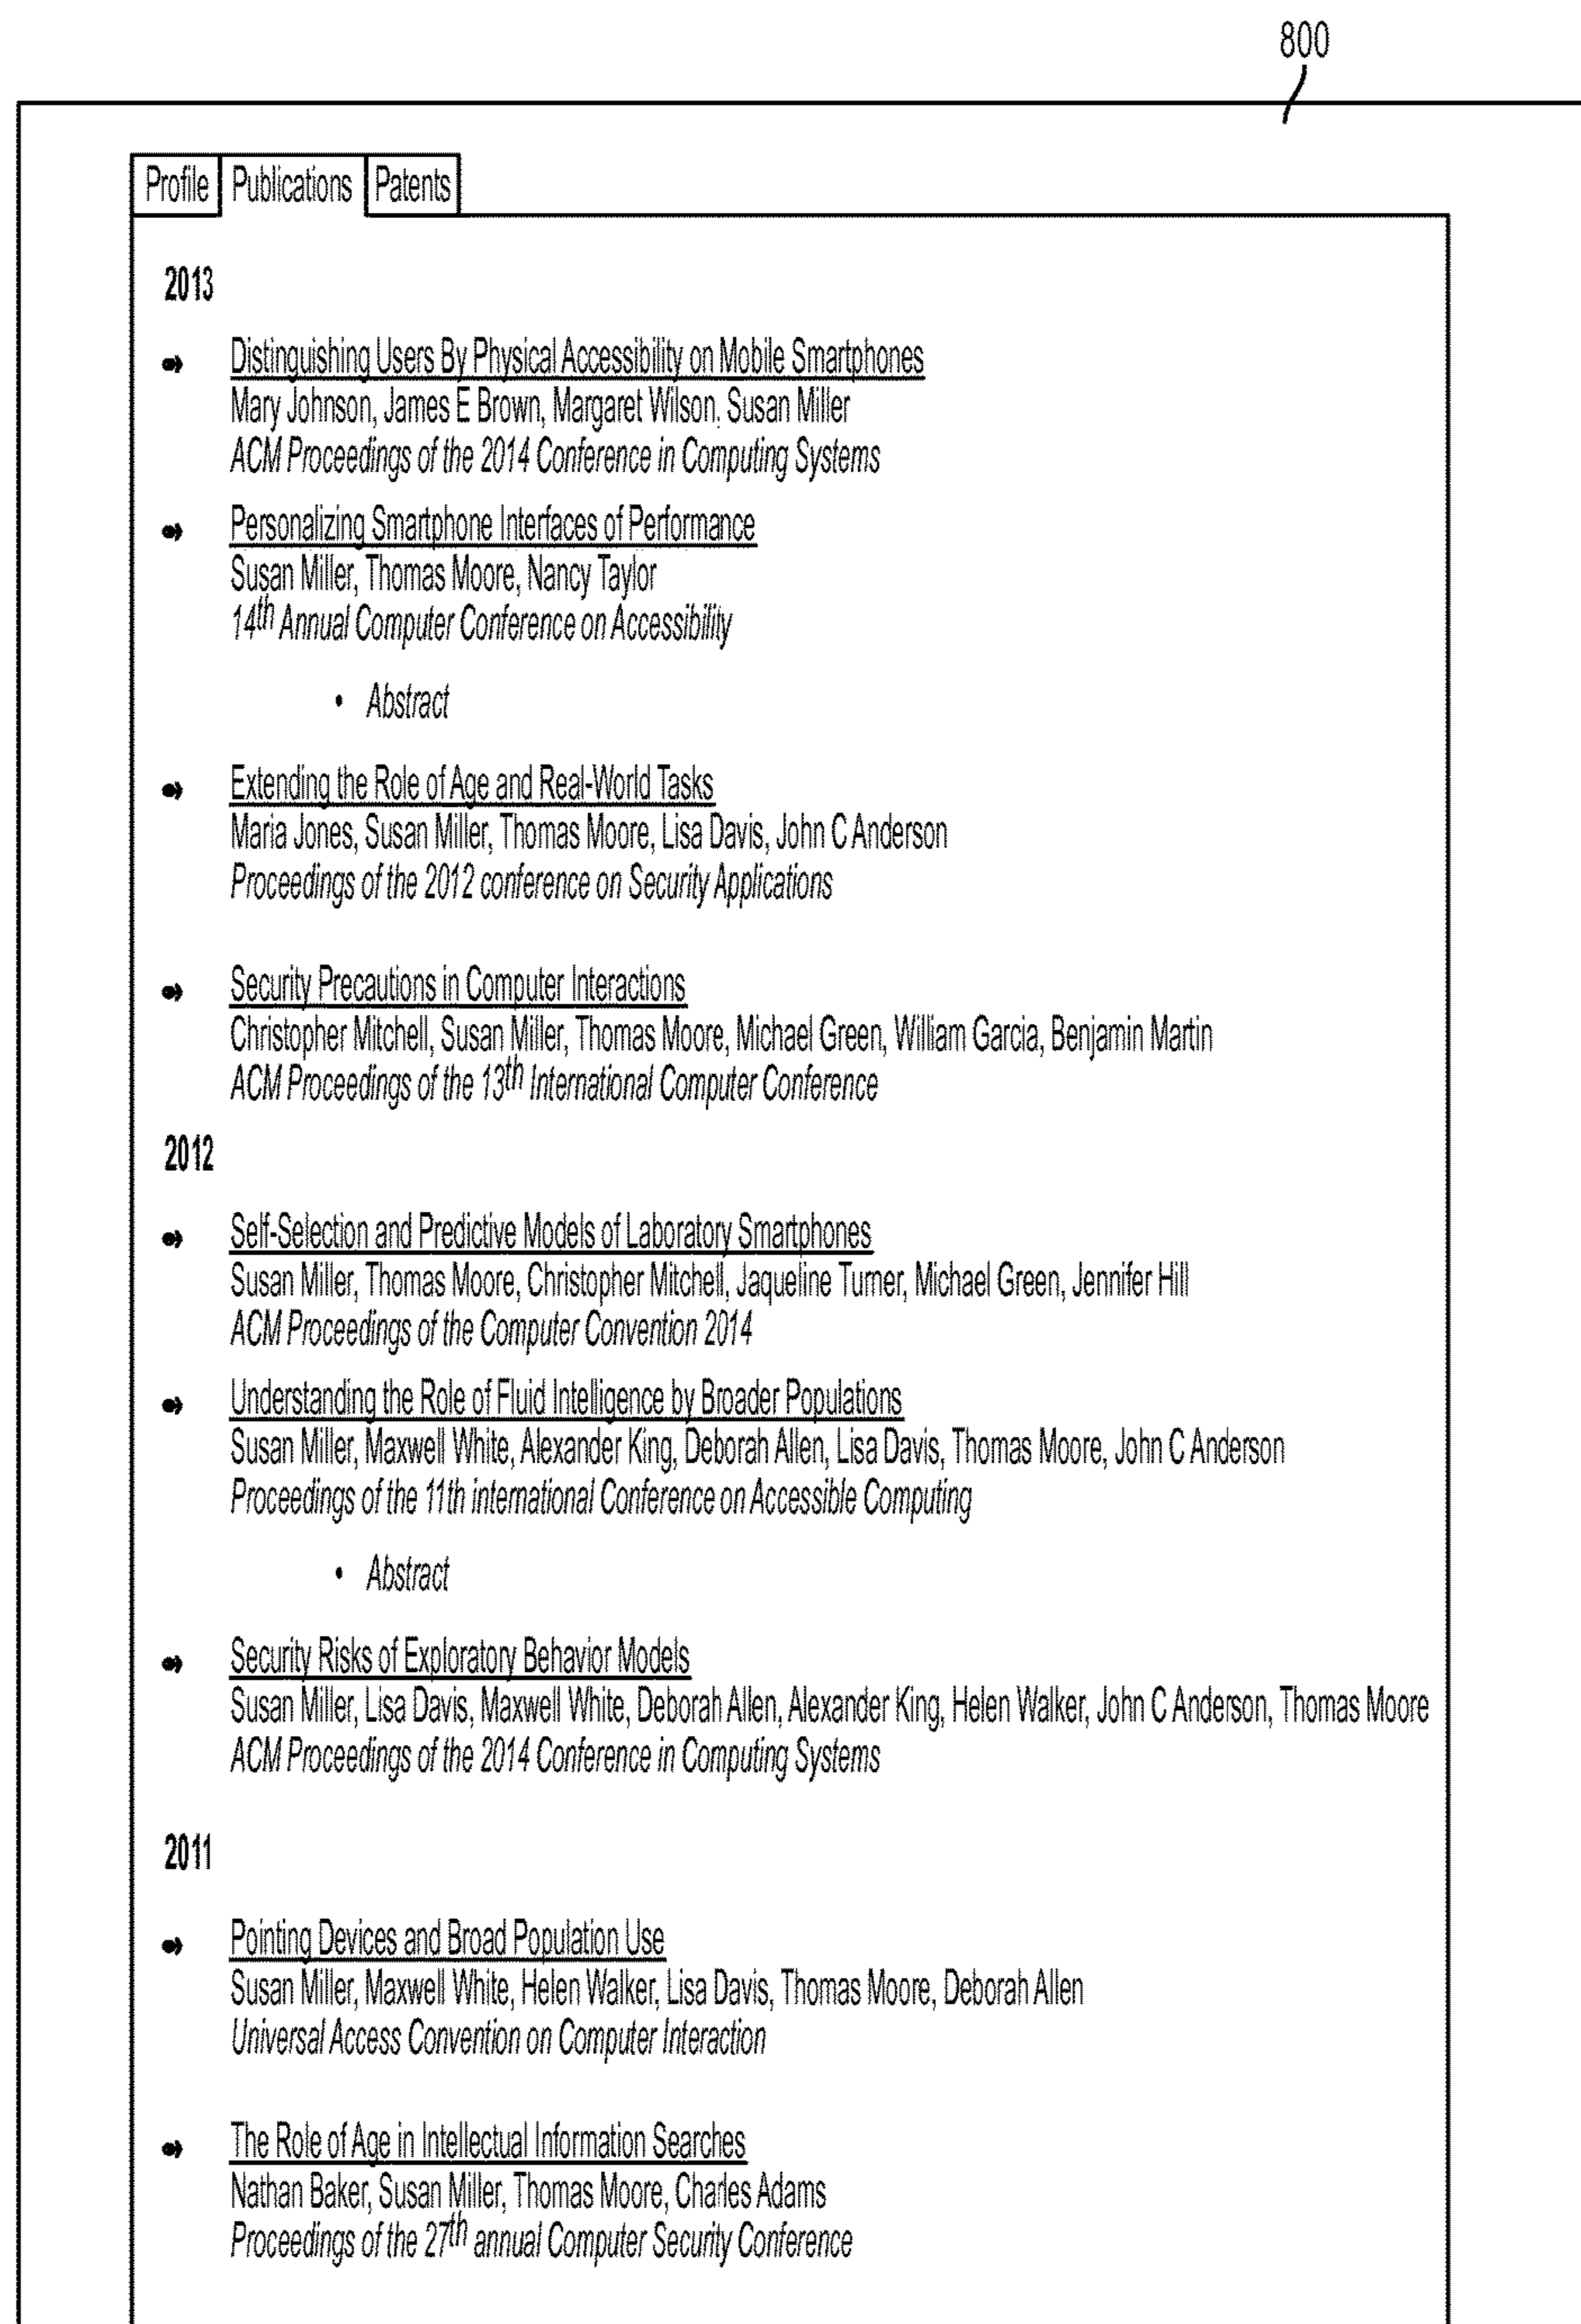 800
Profile Publications Patents
2013
Distinguishing Users By Physical Accessibility on Mobile Smartphones
Mary Johnson, James E Brown, Margaret Wilson, Susan Miller
ACM Proceedings of the 2014 Conference in Computing Systems
Personalizing Smartphone Interfaces of Performance
Susan Miller, Thomas Moore, Nancy Taylor
14th Annual Computer Conference on Accessibility
• Abstract
Extending the Role of Age and Real-World Tasks
Maria Jones, Susan Miller, Thomas Moore, Lisa Davis, John C Anderson
Proceedings of the 2012 conference on Security Applications
Security Precautions in Computer Interactions
Christopher Mitchell, Susan Miller, Thomas Moore, Michael Green, William Garcia, Benjamin Martin
ACM Proceedings of the 13th International Computer Conference
2012
Self-Selection and Predictive Models of Laboratory Smartphones
Susan Miller, Thomas Moore, Christopher Mitchell, Jaqueline Turner, Michael Green, Jennifer Hill
ACM Proceedings of the Computer Convention 2014
Understanding the Role of Fluid Intelligence by Broader Populations
Susan Miller, Maxwell White, Alexander King, Deborah Allen, Lisa Davis, Thomas Moore, John C Anderson
Proceedings of the 11th international Conference on Accessible Computing
• Abstract
Security Risks of Exploratory Behavior Models
Susan Miller, Lisa Davis, Maxwell White, Deborah Allen, Alexander King, Helen Walker, John C Anderson, Thomas Moore
ACM Proceedings of the 2014 Conference in Computing Systems
2011
Pointing Devices and Broad Population Use
Susan Miller, Maxwell White, Helen Walker, Lisa Davis, Thomas Moore, Deborah Allen
Universal Access Convention on Computer Interaction
The Role of Age in Intellectual Information Searches
Nathan Baker, Susan Miller, Thomas Moore, Charles Adams
Proceedings of the 27th annual Computer Security Conference